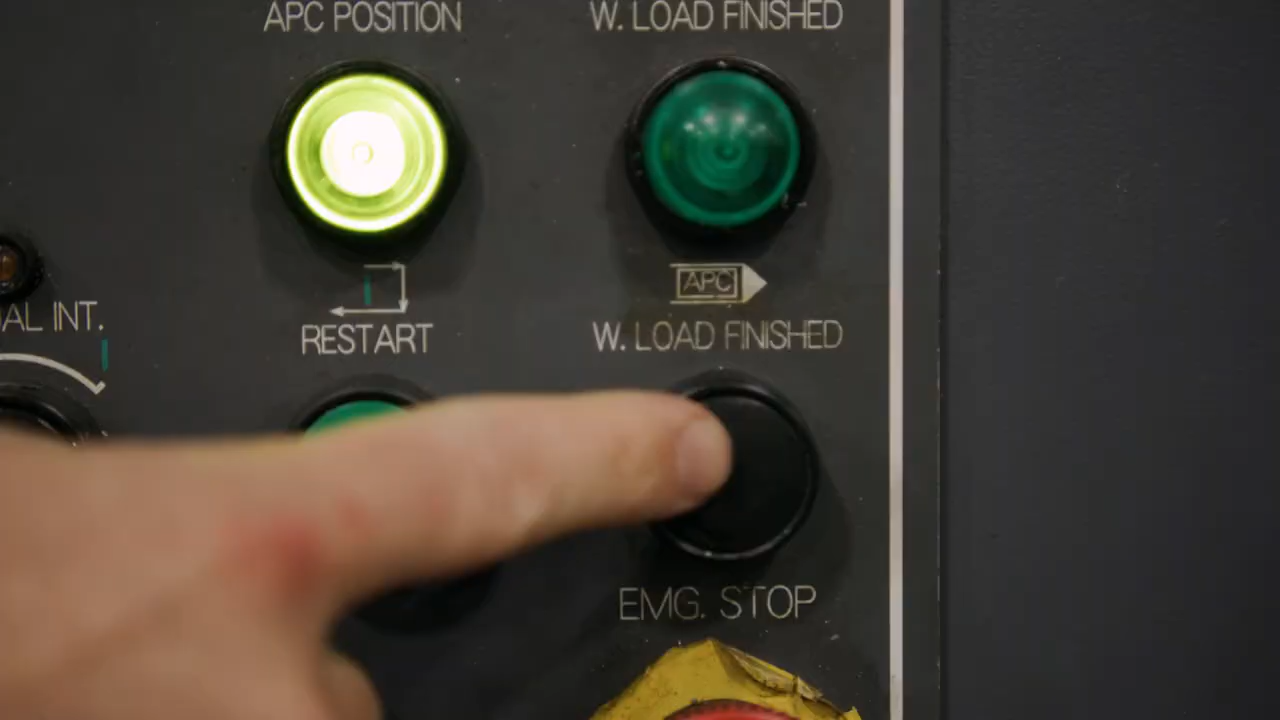 APC POSITION
W. LOAD FINISHED
APC
RESTART
W. LOAD FINISHED
AL INT.
EMG. STOP